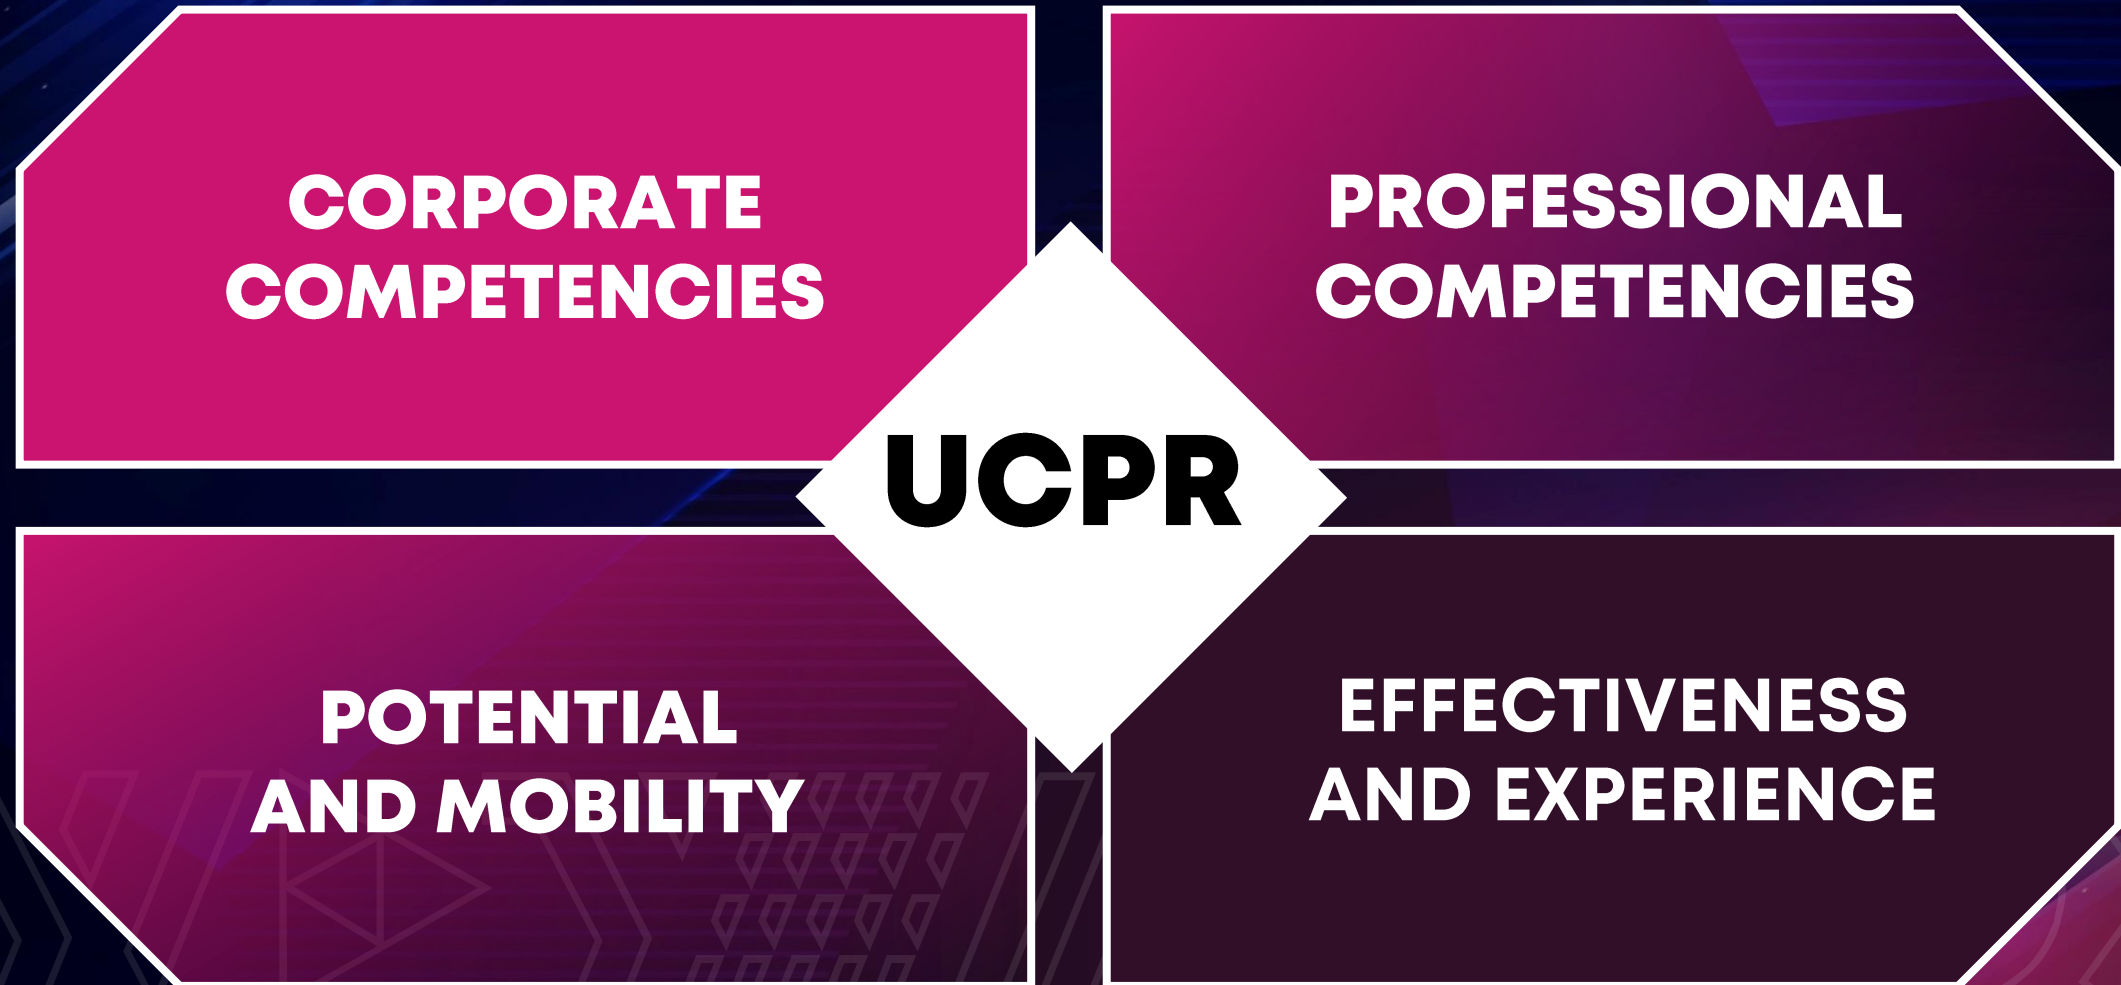 CORPORATE
COMPETENCIES
PROFESSIONAL
COMPETENCIES
UCPR
POTENTIAL
AND MOBILITY
EFFECTIVENESS
AND EXPERIENCE